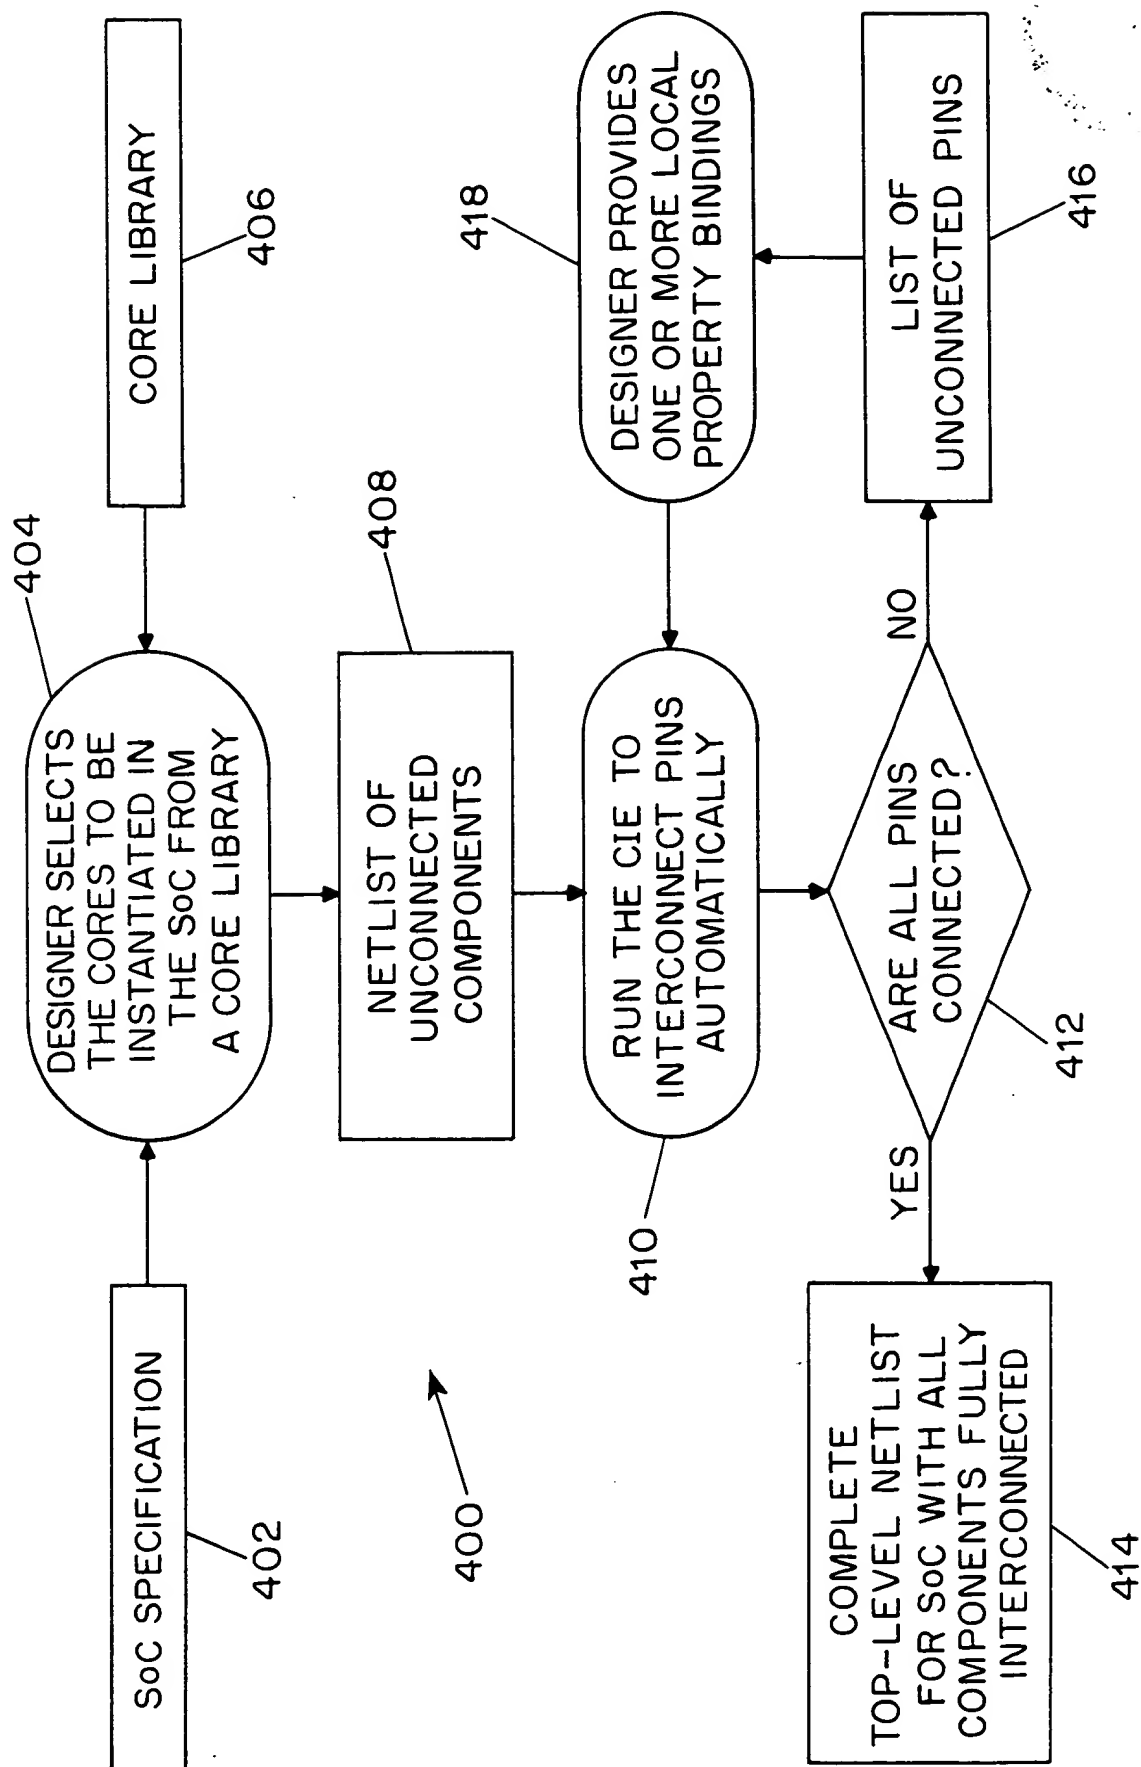 SoC SPECIFICATION
402
404
DESIGNER SELECTS
THE CORES TO BE
INSTANTIATED IN
THE SoC FROM
A CORE LIBRARY
CORE LIBRARY
406
NETLIST OF
UNCONNECTED
COMPONENTS
408
400
410
RUN THE CIE TO
INTERCONNECT PINS
AUTOMATICALLY
418
DESIGNER PROVIDES
ONE OR MORE LOCAL
PROPERTY BINDINGS
COMPLETE
TOP-LEVEL NETLIST
FOR SoC WITH ALL
COMPONENTS FULLY
INTERCONNECTED
414
YES
ARE ALL PINS
CONNECTED?
412
NO
LIST OF
UNCONNECTED PINS
416